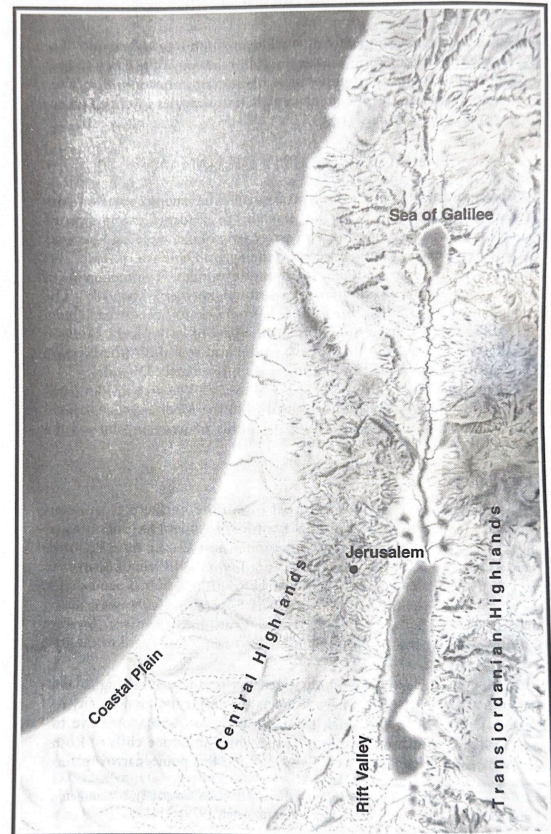 Sea of Galilee
Jerusalem
Coastal Plain
Central Highlands
Rift Valley
Transjordanian Highlands